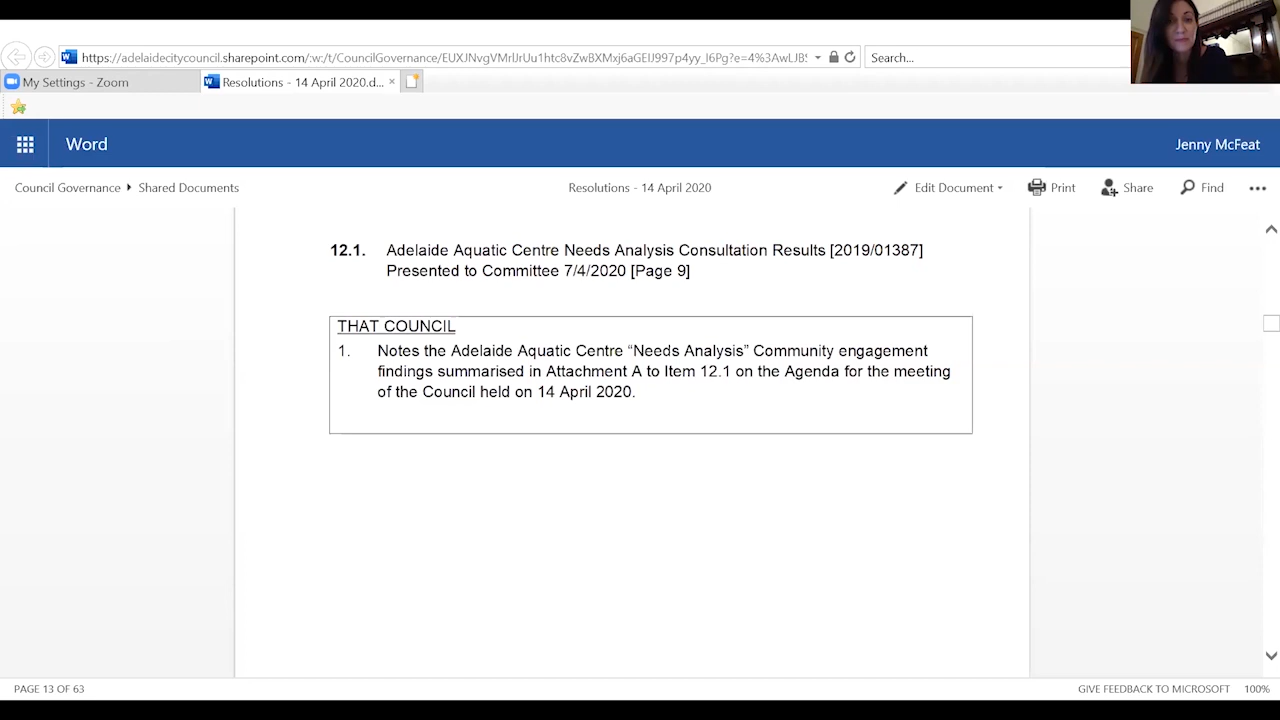 https://adelaidecitycouncil.sharepoint.com/:w:/t/CouncilGovernance/
Search...
My Settings - Zoom
Resolutions - 14 April 2020.d...
Word
Jenny McFeat
Council Governance Shared Documents
Resolutions - 14 April 2020
Edit Document
Print
Share
Find
12.1. Adelaide Aquatic Centre Needs Analysis Consultation Results [2019/01387]
Presented to Committee 7/4/2020 [Page 9]
THAT COUNCIL
1. Notes the Adelaide Aquatic Centre “Needs Analysis” Community engagement
findings summarised in Attachment A to Item 12.1 on the Agenda for the meeting
of the Council held on 14 April 2020.
PAGE 13 OF 63
GIVE FEEDBACK TO MICROSOFT
100%